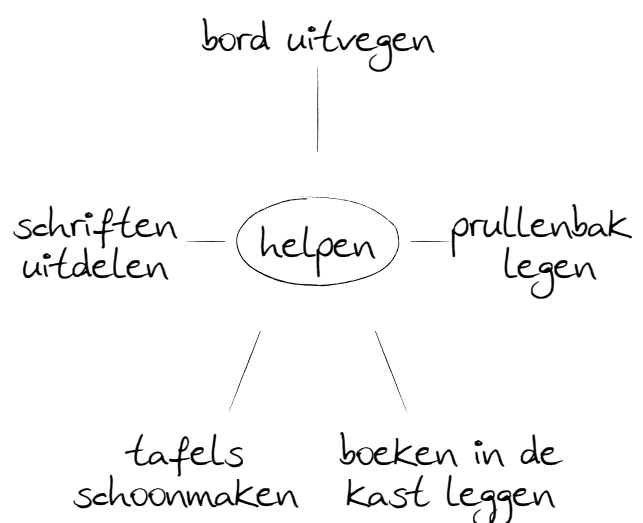 bord uitvegen
schriften
uitdelen
helpen
prullenbak
legen
tafels
schoonmaken
boeken in de
kast leggen